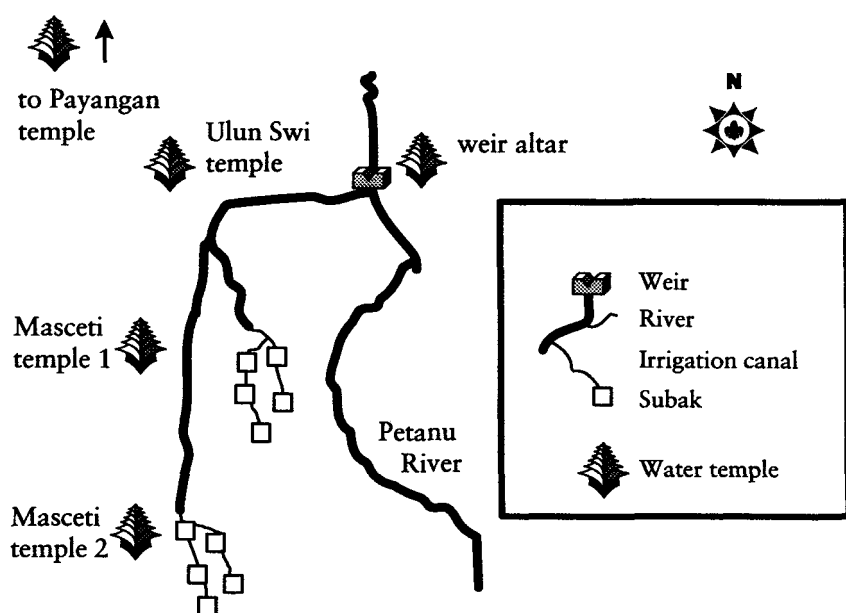 to Payangan
temple
Ulun Swi
temple
weir altar
N
Masceti
temple 1
Petanu
River
Masceti
temple 2
Weir
River
Irrigation canal
Subak
Water temple